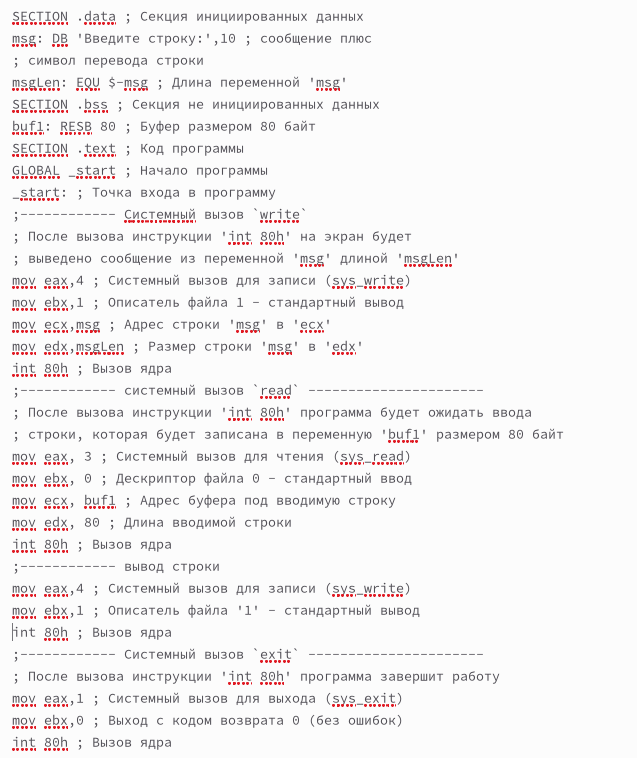 SECTION .data ; Секция инициированных данных
msg: DB 'Введите строку:',10 ; сообщение плюс
; символ перевода строки
msgLen: EQU $-msg ; Длина переменной 'msg'
SECTION .bss ; Секция не инициированных данных
buf1: RESB 80 ; Буфер размером 80 байт
SECTION .text ; Код программы
GLOBAL _start ; Начало программы
_start: ; Точка входа в программу
;------------ Cистемный вызов `write`
; После вызова инструкции 'int 80h' на экран будет
; выведено сообщение из переменной 'msg' длиной 'msgLen'
mov eax,4 ; Системный вызов для записи (sys_write)
mov ebx,1 ; Описатель файла 1 - стандартный вывод
mov ecx,msg ; Адрес строки 'msg' в 'ecx'
mov edx,msgLen ; Размер строки 'msg' в 'edx'
int 80h ; Вызов ядра
;------------ системный вызов `read` ----------------------
; После вызова инструкции 'int 80h' программа будет ожидать ввода
; строки, которая будет записана в переменную 'buf1' размером 80 байт
mov eax, 3 ; Системный вызов для чтения (sys_read)
mov ebx, 0 ; Дескриптор файла 0 - стандартный ввод
mov ecx, buf1 ; Адрес буфера под вводимую строку
mov edx, 80 ; Длина вводимой строки
int 80h ; Вызов ядра
;------------ вывод строки
mov eax,4 ; Системный вызов для записи (sys_write)
mov ebx,1 ; Описатель файла '1' - стандартный вывод
int 80h ; Вызов ядра
;------------ Системный вызов `exit` ----------------------
; После вызова инструкции 'int 80h' программа завершит работу
mov eax,1 ; Системный вызов для выхода (sys_exit)
mov ebx,0 ; Выход с кодом возврата 0 (без ошибок)
int 80h ; Вызов ядра